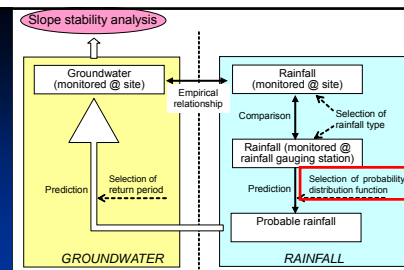 Slope stability analysis
Groundwater
(monitored @ site)
Empirical
relationship
Rainfall
(monitored @ site)
Comparison
Selection of
rainfall type
Rainfall (monitored @
rainfall gauging station)
Prediction
Selection of
return period
Prediction
Selection of probability
distribution function
Probable rainfall
GROUNDWATER
RAINFALL